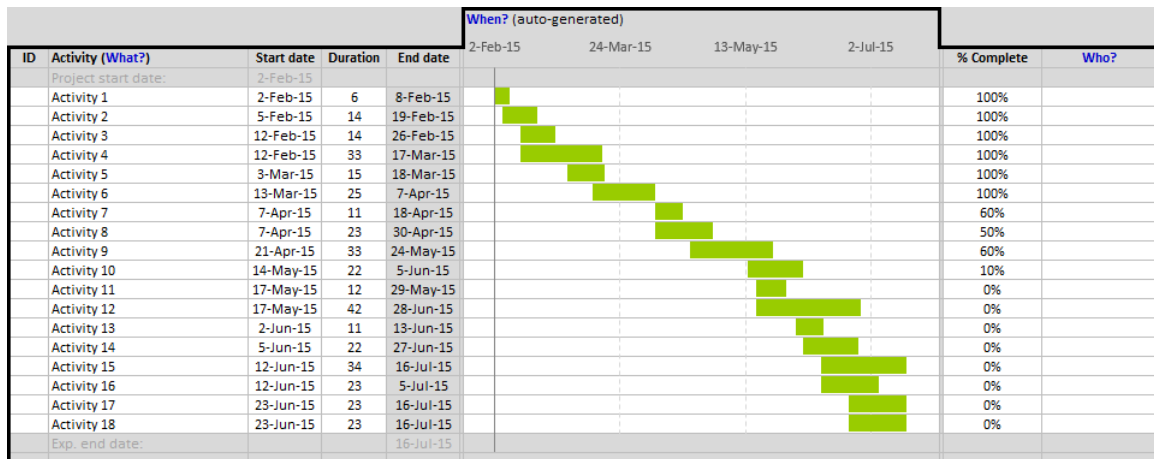 When? (auto-generated)
2-Feb-15 24-Mar-15 13-May-15 2-Jul-15
ID Activity (What?) Start date Duration End date % Complete Who?
Project start date: 2-Feb-15
Activity 1 2-Feb-15 6 8-Feb-15 100%
Activity 2 5-Feb-15 14 19-Feb-15 100%
Activity 3 12-Feb-15 14 26-Feb-15 100%
Activity 4 12-Feb-15 33 17-Mar-15 100%
Activity 5 3-Mar-15 15 18-Mar-15 100%
Activity 6 13-Mar-15 25 7-Apr-15 100%
Activity 7 7-Apr-15 11 18-Apr-15 60%
Activity 8 7-Apr-15 23 30-Apr-15 50%
Activity 9 21-Apr-15 33 24-May-15 60%
Activity 10 14-May-15 22 5-Jun-15 10%
Activity 11 17-May-15 12 29-May-15 0%
Activity 12 17-May-15 42 28-Jun-15 0%
Activity 13 2-Jun-15 11 13-Jun-15 0%
Activity 14 5-Jun-15 22 27-Jun-15 0%
Activity 15 12-Jun-15 34 16-Jul-15 0%
Activity 16 12-Jun-15 23 5-Jul-15 0%
Activity 17 23-Jun-15 23 16-Jul-15 0%
Activity 18 23-Jun-15 23 16-Jul-15 0%
Exp. end date: 16-Jul-15